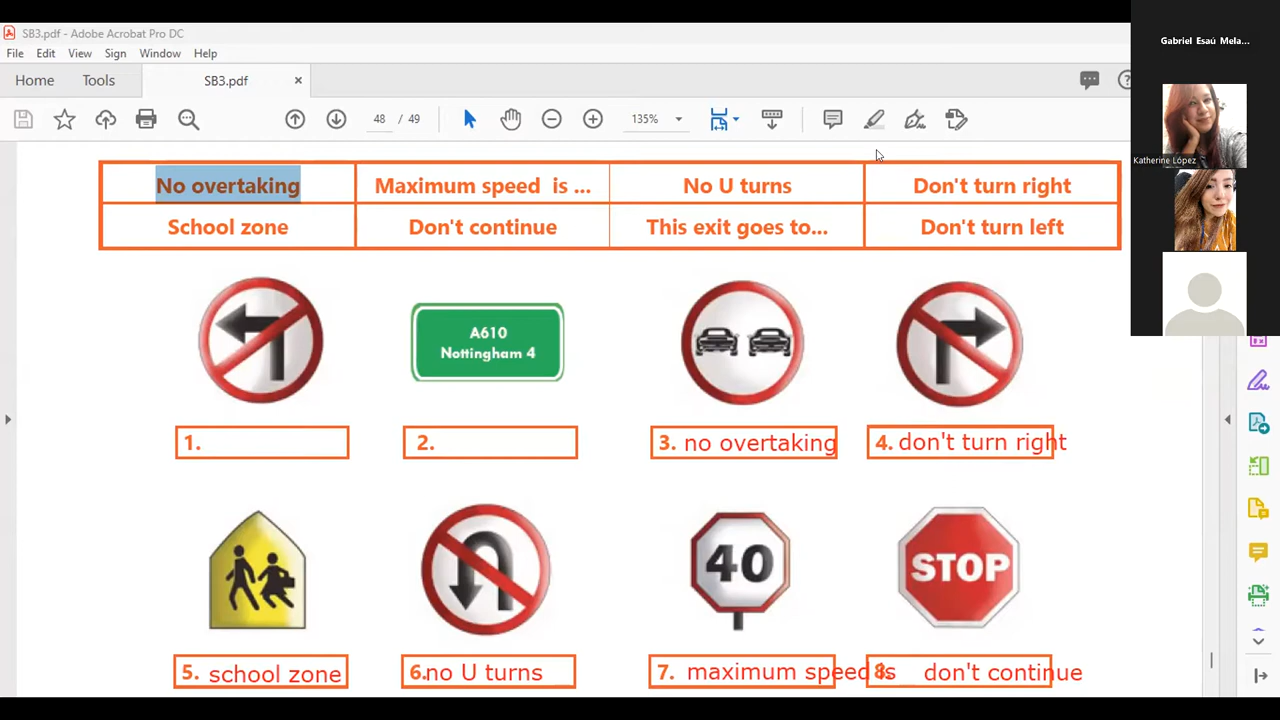 SB3.pdf - Adobe Acrobat Pro DC
File Edit View Sign Window Help
Home Tools SB3.pdf ×
48 / 49 135%
Gabriel Esaú Mela...
Katherine López
No overtaking Maximum speed is ... No U turns Don't turn right
School zone Don't continue This exit goes to... Don't turn left
A610
Nottingham 4
1. 2. 3. no overtaking 4. don't turn right
40 STOP
5. school zone 6. no U turns 7. maximum speed is 8. don't continue